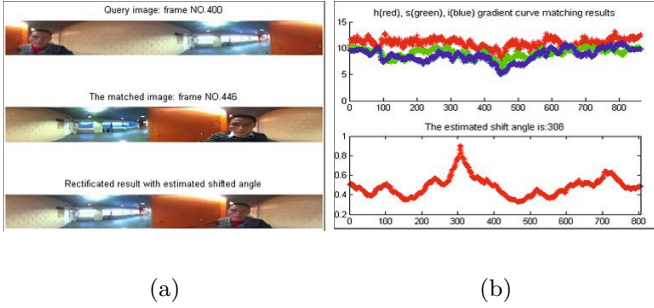 Query image: frame NO.400
The matched image: frame NO.446
Rectificated result with estimated shifted angle
(a)
h(red), s(green), i(blue) gradient curve matching results
15
10
5
0
0 100 200 300 400 500 600 700 800
The estimated shift angle is:306
1
0.8
0.6
0.4
0.2
0 100 200 300 400 500 600 700 800
(b)